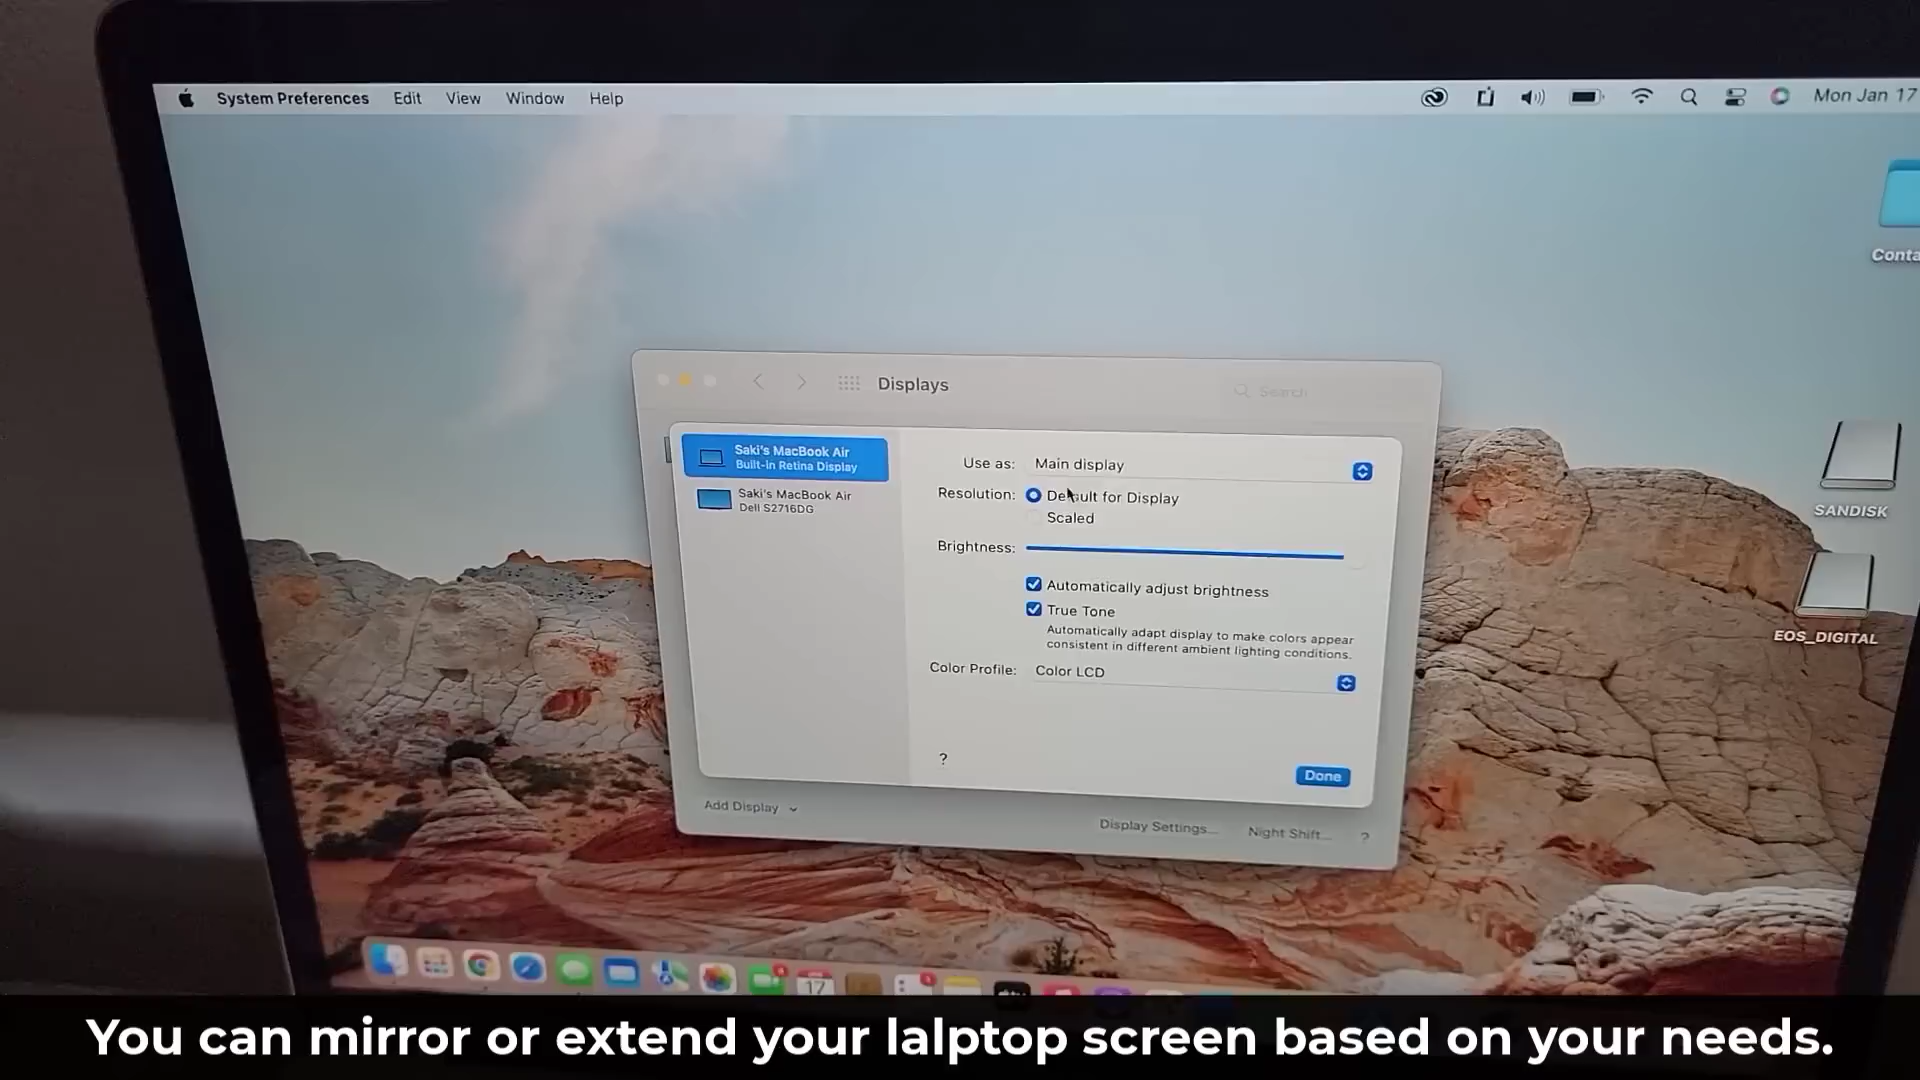 System Preferences Edit View Window Help Mon Jan 17
Conta
Displays
Search
Saki's MacBook Air
Built-In Retina Display
Saki's MacBook Air
Dell S2716DG
Use as: Main display
Resolution: Default for Display
Scaled
Brightness:
Automatically adjust brightness
True Tone
Automatically adapt display to make colors appear
consistent in different ambient lighting conditions.
Color Profile: Color LCD
?
Done
Add Display
Display Settings...
Night Shift...
?
SANDISK
EOS_DIGITAL
17
You can mirror or extend your lalptop screen based on your needs.